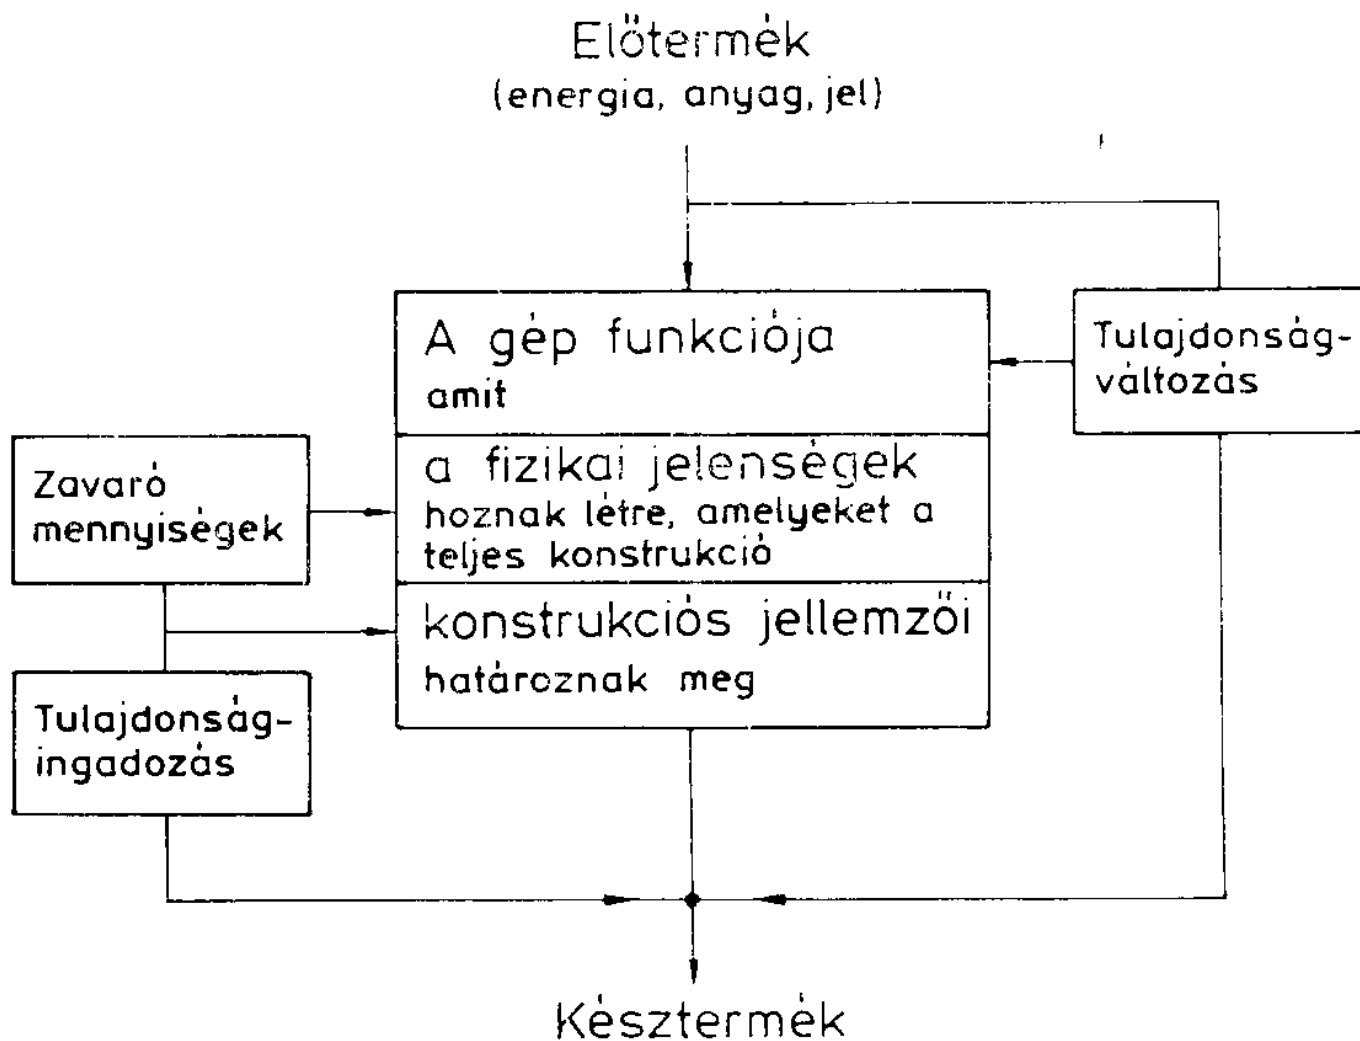 Előtermék
(energia, anyag, jel)
A gép funkciója
amit
Tulajdonság-
változás
a fizikai jelenségek
hoznak létre, amelyeket a
teljes konstrukció
Zavaró
mennyiségek
konstrukciós jellemzői
határoznak meg
Tulajdonság-
ingadozás
Késztermék